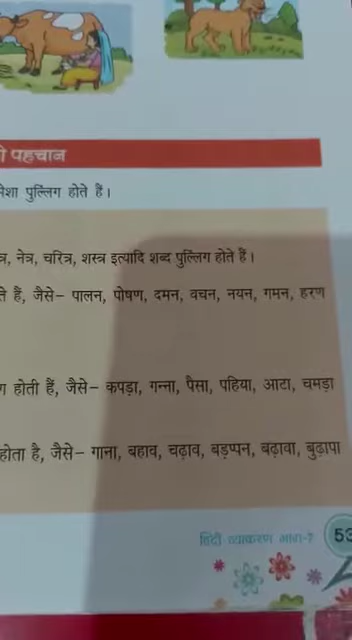 पहचान
पुल्लिंग होते हैं।
नेत्र, चरित्र, शस्त्र इत्यादि शब्द पुल्लिंग होते हैं।
हैं, जैसे– पालन, पोषण, दमन, वचन, नयन, गमन, हरण
होती हैं, जैसे– कपड़ा, गन्ना, पैसा, पहिया, आटा, चमड़ा
होता है, जैसे– गाना, बहाव, चढ़ाव, बड़प्पन, बढ़ावा, बुढ़ापा
हिंदी व्याकरण भाग-7 53